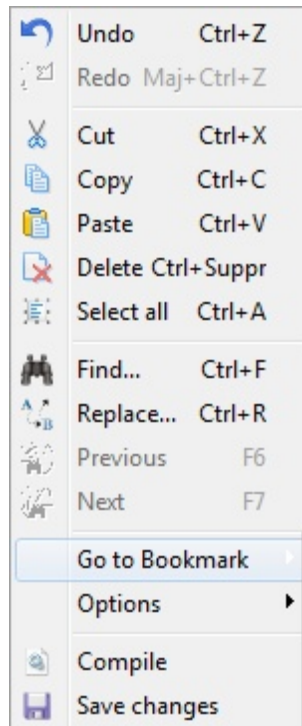 Undo Ctrl+Z
Redo Maj+Ctrl+Z
Cut Ctrl+X
Copy Ctrl+C
Paste Ctrl+V
Delete Ctrl+Suppr
Select all Ctrl+A
Find... Ctrl+F
A B Replace... Ctrl+R
Previous F6
Next F7
Go to Bookmark
Options
Compile
Save changes